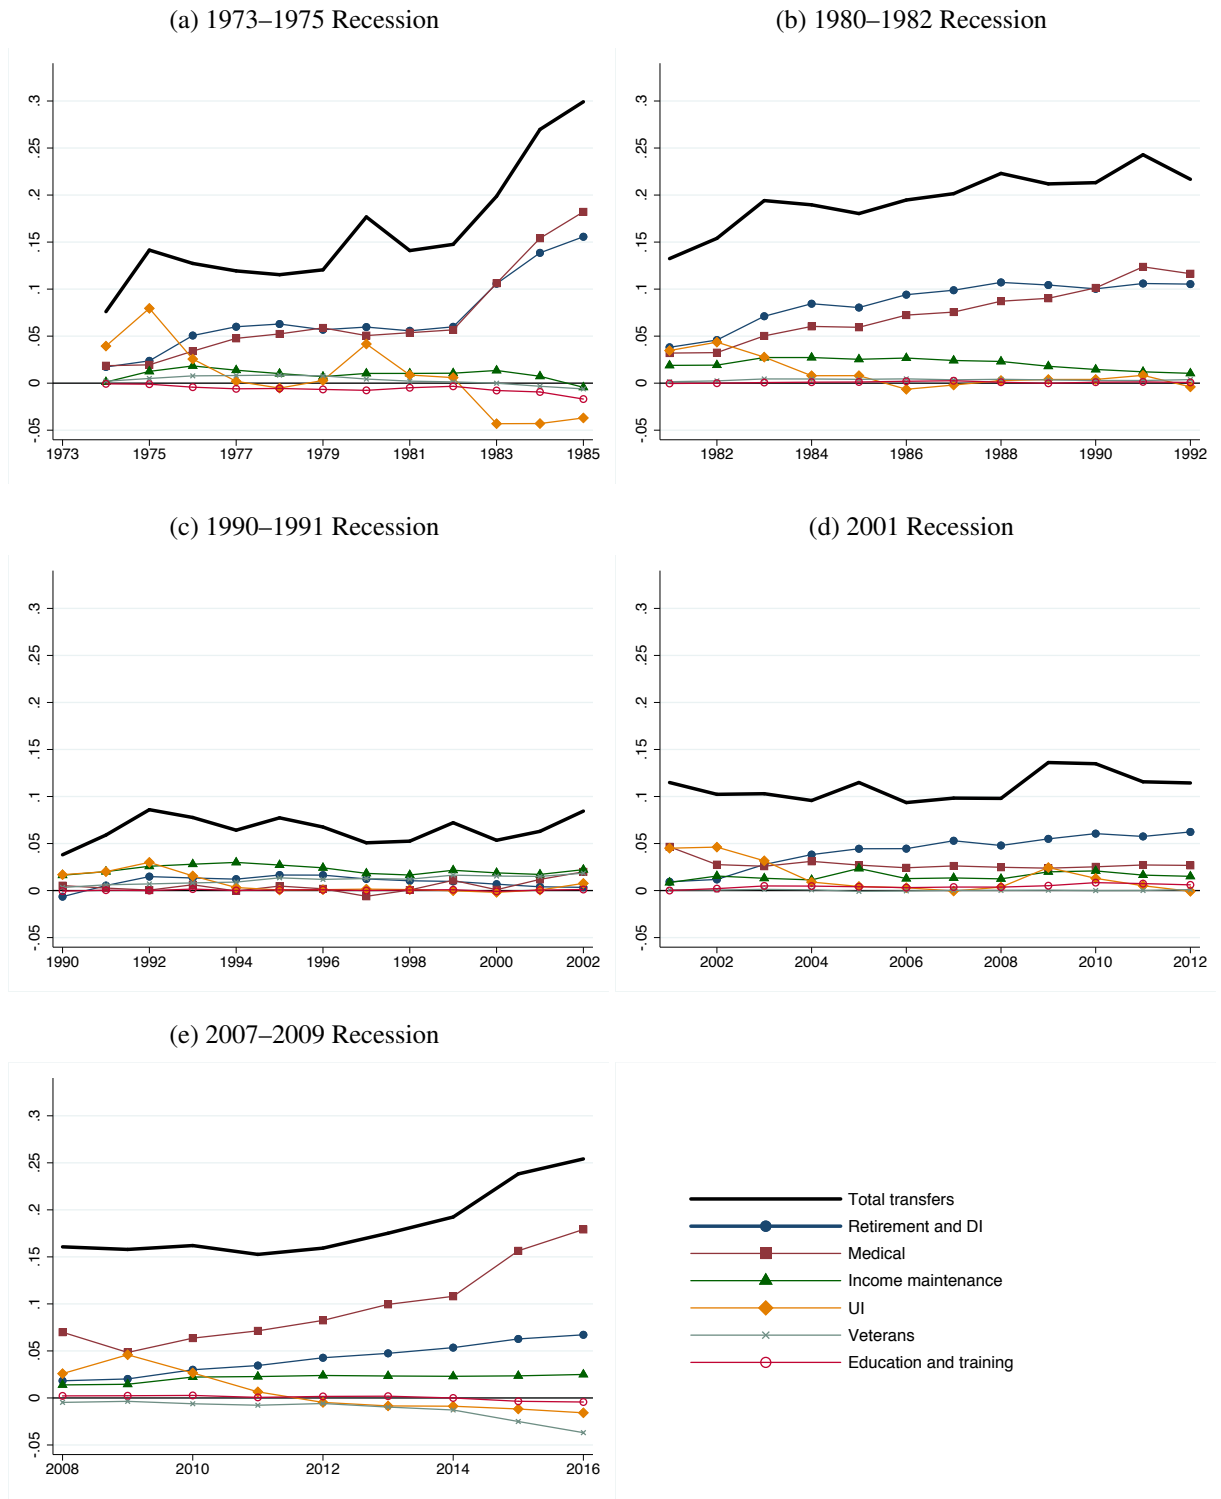 (a) 1973–1975 Recession
.3
.25
.2
.15
.1
.05
0
-.05
1973 1975 1977 1979 1981 1983 1985
(b) 1980–1982 Recession
.3
.25
.2
.15
.1
.05
0
-.05
1982 1984 1986 1988 1990 1992
(c) 1990–1991 Recession
.3
.25
.2
.15
.1
.05
0
-.05
1990 1992 1994 1996 1998 2000 2002
(d) 2001 Recession
.3
.25
.2
.15
.1
.05
0
-.05
2002 2004 2006 2008 2010 2012
(e) 2007–2009 Recession
.3
.25
.2
.15
.1
.05
0
-.05
2008 2010 2012 2014 2016
Total transfers
Retirement and DI
Medical
Income maintenance
UI
Veterans
Education and training